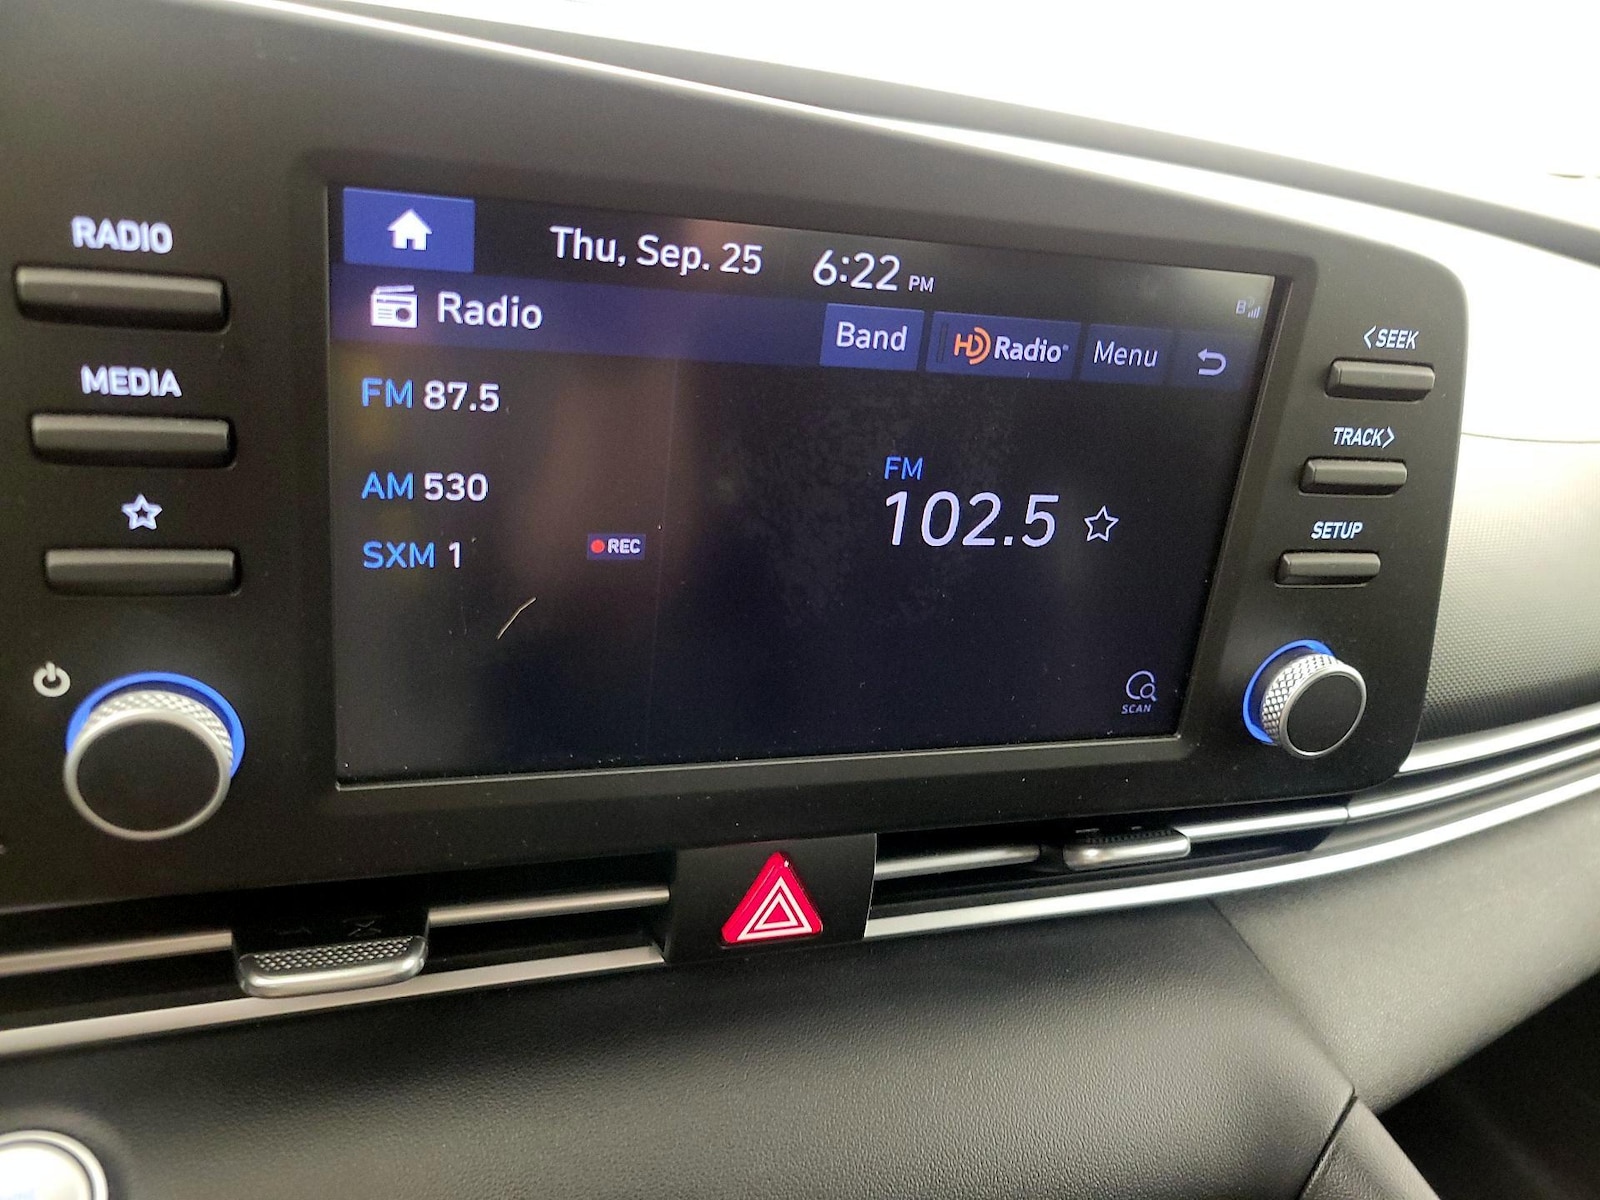 RADIO
MEDIA
Thu, Sep. 25 6:22 PM
Radio
Band HD Radio® Menu
FM 87.5
AM 530
SXM 1
REC
FM
102.5
SCAN
<SEEK
TRACK>
SETUP